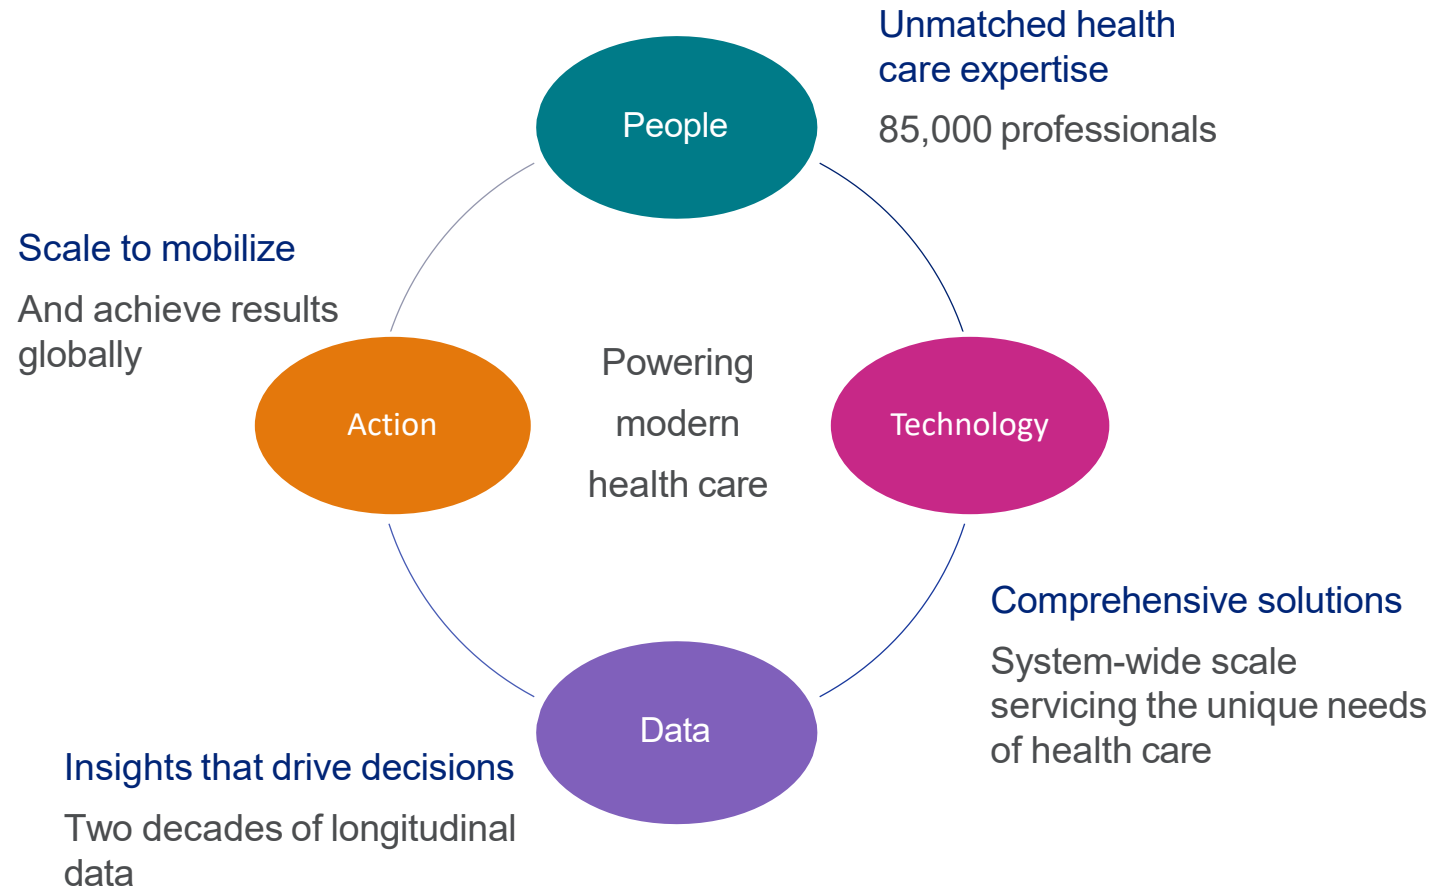 Unmatched health
care expertise
85,000 professionals
People
Scale to mobilize
And achieve results
globally
Action
Powering
modern
health care
Technology
Comprehensive solutions
System-wide scale
servicing the unique needs
of health care
Data
Insights that drive decisions
Two decades of longitudinal
data